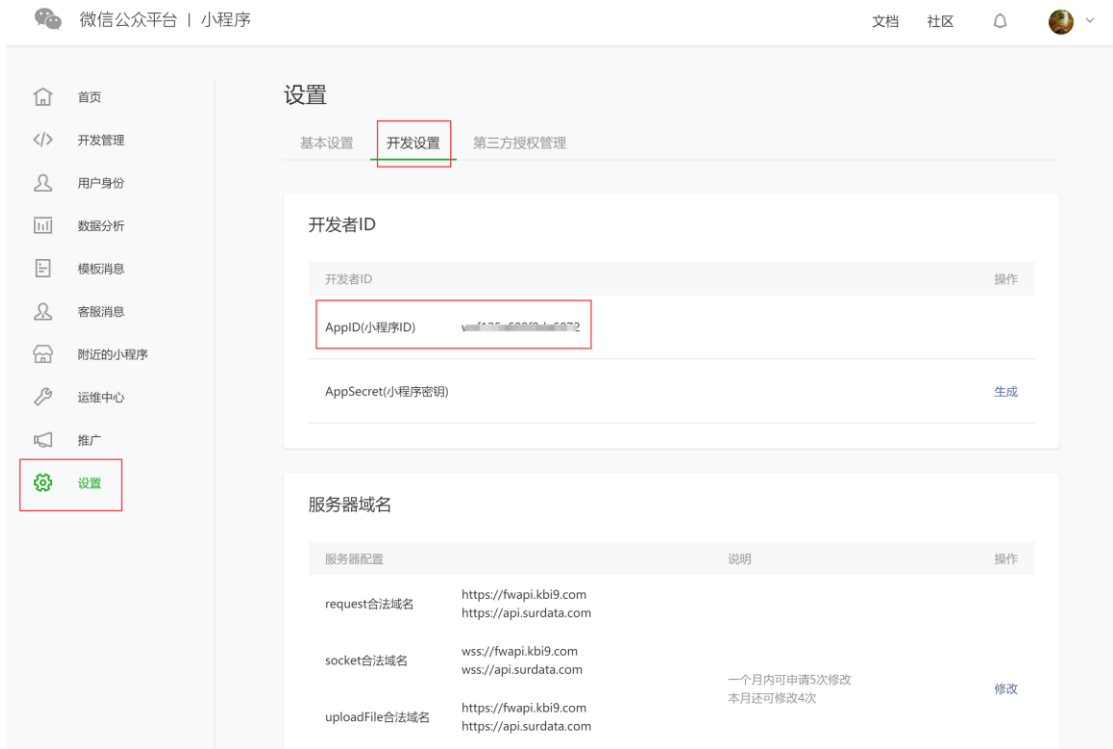 微信公众平台 | 小程序
文档 社区
首页
开发管理
用户身份
数据分析
模板消息
客服消息
附近的小程序
运维中心
推广
设置
设置
基本设置 开发设置 第三方授权管理
开发者ID
开发者ID 操作
AppID(小程序ID)
AppSecret(小程序密钥) 生成
服务器域名
服务器配置 说明 操作
request合法域名
https://fwapi.kbi9.com
https://api.surdata.com
socket合法域名
wss://fwapi.kbi9.com
wss://api.surdata.com
uploadFile合法域名
https://fwapi.kbi9.com
https://api.surdata.com
一个月内可申请5次修改
本月还可修改4次
修改